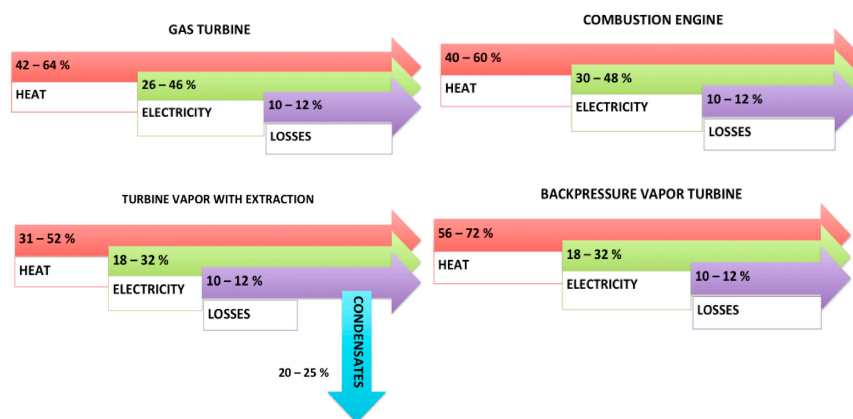 GAS TURBINE
42 – 64 %
HEAT
26 – 46 %
ELECTRICITY
10 – 12 %
LOSSES
COMBUSTION ENGINE
40 – 60 %
HEAT
30 – 48 %
ELECTRICITY
10 – 12 %
LOSSES
TURBINE VAPOR WITH EXTRACTION
31 – 52 %
HEAT
18 – 32 %
ELECTRICITY
10 – 12 %
LOSSES
CONDENSATES
20 – 25 %
BACKPRESSURE VAPOR TURBINE
56 – 72 %
HEAT
18 – 32 %
ELECTRICITY
10 – 12 %
LOSSES